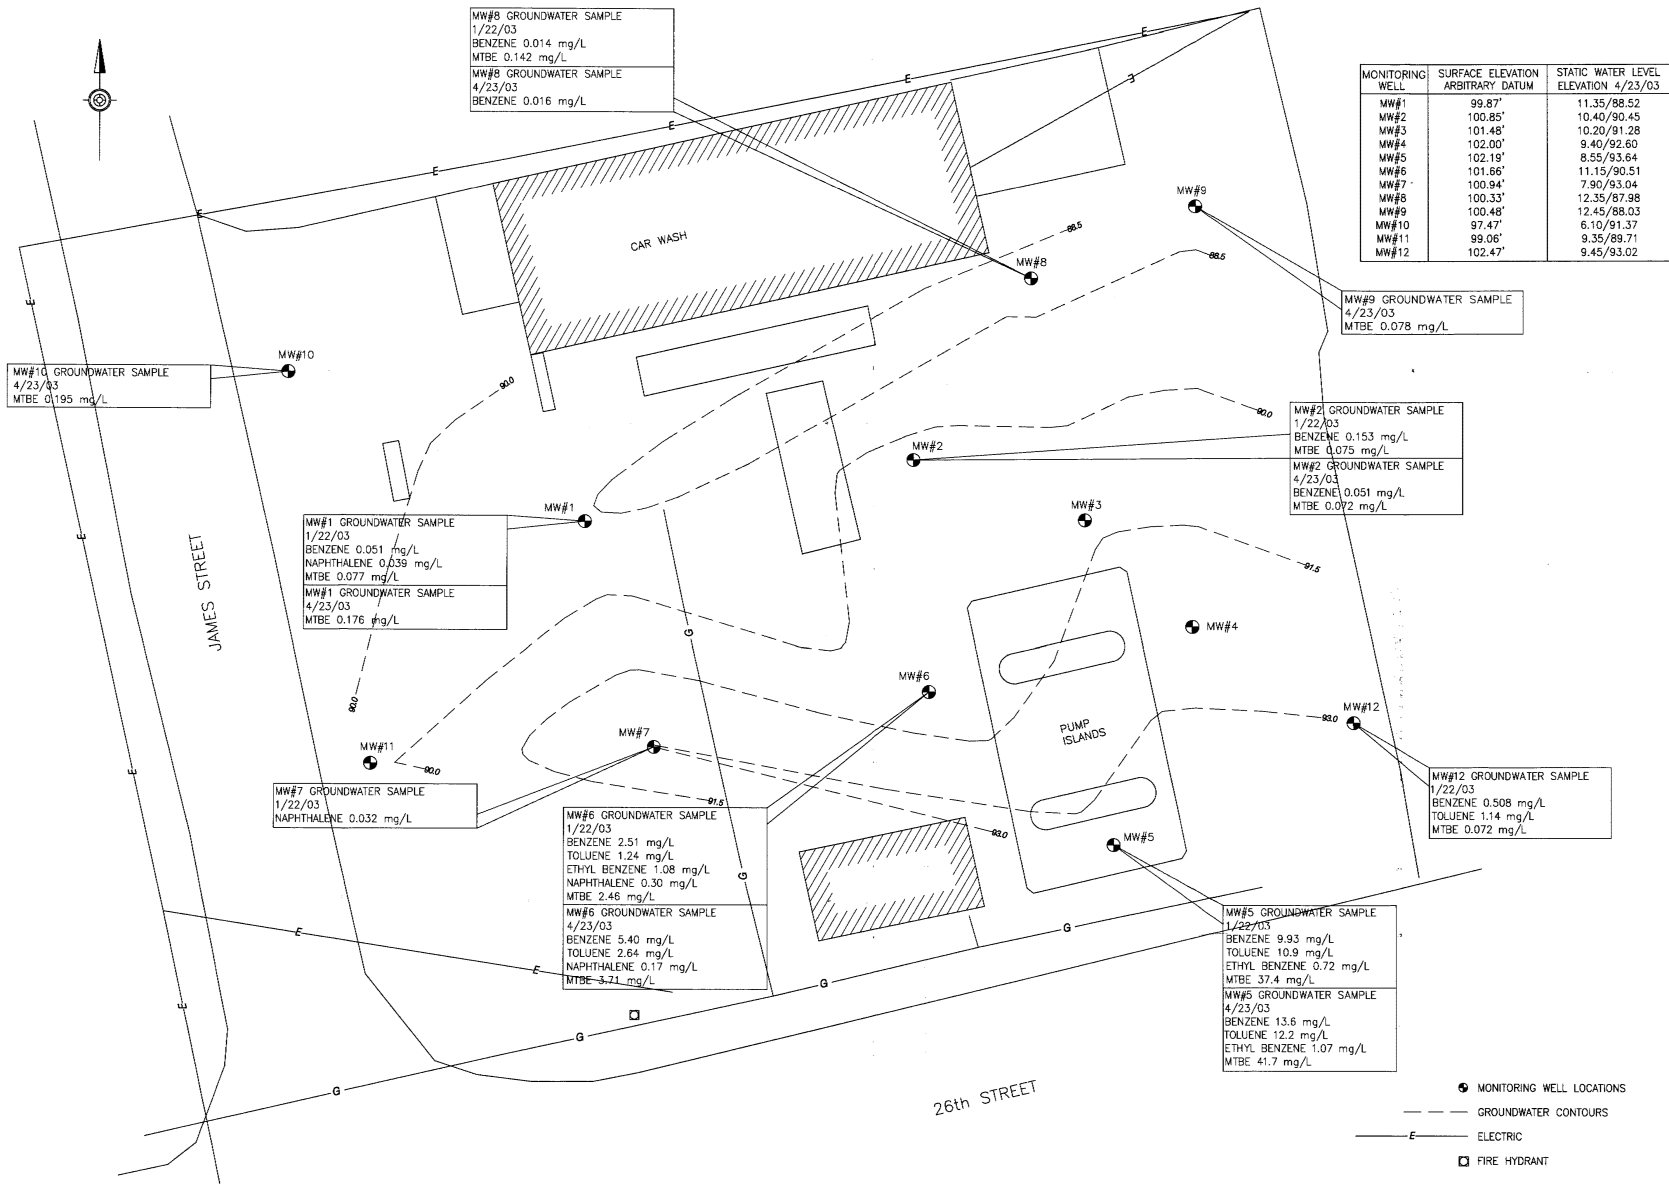 MW#8 GROUNDWATER SAMPLE
1/22/03
BENZENE 0.014 mg/L
MTBE 0.142 mg/L
MW#8 GROUNDWATER SAMPLE
4/23/03
BENZENE 0.016 mg/L
MONITORING WELL SURFACE ELEVATION ARBITRARY DATUM STATIC WATER LEVEL ELEVATION 4/23/03
MW#1 99.87' 11.35/88.52
MW#2 100.85' 10.40/90.45
MW#3 101.48' 10.20/91.28
MW#4 102.00' 9.40/92.60
MW#5 102.19' 8.55/93.64
MW#6 101.66' 11.15/90.51
MW#7 100.94' 7.90/93.04
MW#8 100.33' 12.35/87.98
MW#9 100.48' 12.45/88.03
MW#10 97.47' 6.10/91.37
MW#11 99.06' 9.35/89.71
MW#12 102.47' 9.45/93.02
E
E
E
E
E
E
CAR WASH
MW#9
88.5
MW#8
88.5
E
MW#9 GROUNDWATER SAMPLE
4/23/03
MTBE 0.078 mg/L
MW#10
MW#10 GROUNDWATER SAMPLE
4/23/03
MTBE 0.195 mg/L
90.0
90.0
MW#2 GROUNDWATER SAMPLE
1/22/03
BENZENE 0.153 mg/L
MTBE 0.075 mg/L
MW#2 GROUNDWATER SAMPLE
4/23/03
BENZENE 0.051 mg/L
MTBE 0.072 mg/L
MW#2
MW#1
MW#3
MW#1 GROUNDWATER SAMPLE
1/22/03
BENZENE 0.051 mg/L
NAPHTHALENE 0.039 mg/L
MTBE 0.077 mg/L
MW#1 GROUNDWATER SAMPLE
4/23/03
MTBE 0.176 mg/L
E
JAMES STREET
91.5
G
MW#4
MW#6
90.0
MW#7
PUMP
ISLANDS
93.0
MW#12
MW#11
90.0
E
MW#7 GROUNDWATER SAMPLE
1/22/03
NAPHTHALENE 0.032 mg/L
91.5
MW#6 GROUNDWATER SAMPLE
1/22/03
BENZENE 2.51 mg/L
TOLUENE 1.24 mg/L
ETHYL BENZENE 1.08 mg/L
NAPHTHALENE 0.30 mg/L
MTBE 2.46 mg/L
MW#6 GROUNDWATER SAMPLE
4/23/03
BENZENE 5.40 mg/L
TOLUENE 2.64 mg/L
NAPHTHALENE 0.17 mg/L
MTBE 3.71 mg/L
93.0
MW#5
MW#12 GROUNDWATER SAMPLE
1/22/03
BENZENE 0.508 mg/L
TOLUENE 1.14 mg/L
MTBE 0.072 mg/L
G
MW#5 GROUNDWATER SAMPLE
1/22/03
BENZENE 9.93 mg/L
TOLUENE 10.9 mg/L
ETHYL BENZENE 0.72 mg/L
MTBE 37.4 mg/L
MW#5 GROUNDWATER SAMPLE
4/23/03
BENZENE 13.6 mg/L
TOLUENE 12.2 mg/L
ETHYL BENZENE 1.07 mg/L
MTBE 41.7 mg/L
E
E
E
G
G
G
G
26th STREET
MONITORING WELL LOCATIONS
GROUNDWATER CONTOURS
E ELECTRIC
FIRE HYDRANT